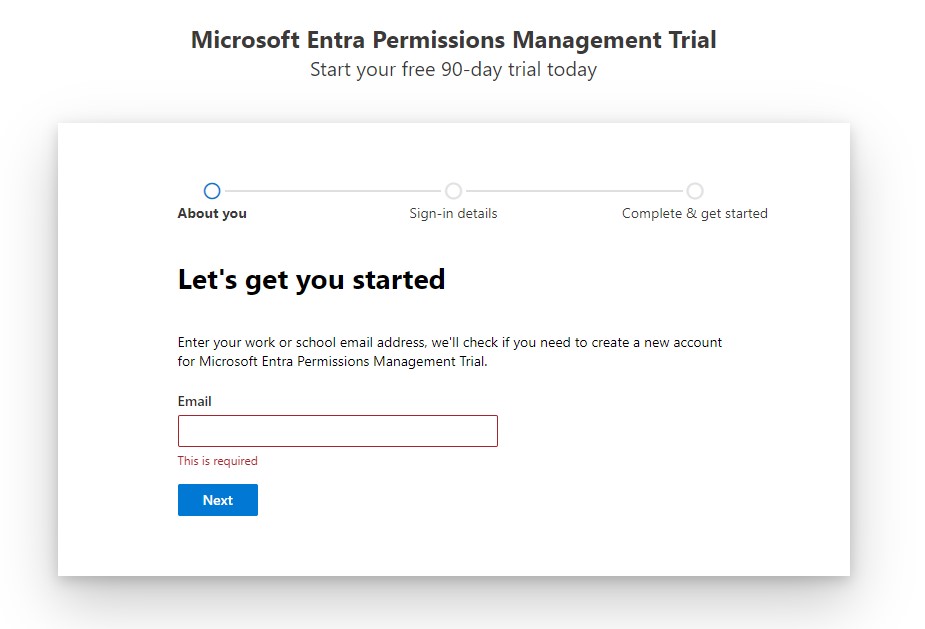 Microsoft Entra Permissions Management Trial
Start your free 90-day trial today
About you
Sign-in details
Complete & get started
Let's get you started
Enter your work or school email address, we'll check if you need to create a new account
for Microsoft Entra Permissions Management Trial.
Email
This is required
Next